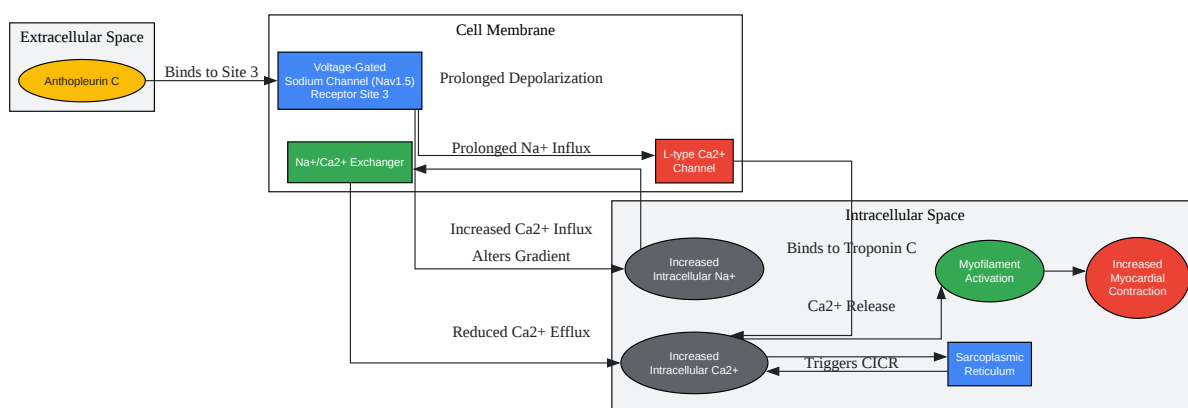 Cell Membrane
Extracellular Space
Anthopleurin C
Binds to Site 3
Voltage-Gated
Sodium Channel (Nav1.5)
Receptor Site 3
Prolonged Depolarization
Na+/Ca2+ Exchanger
Prolonged Na+ Influx
L-type Ca2+
Channel
Intracellular Space
Increased Ca2+ Influx
Alters Gradient
Increased
Intracellular Na+
Binds to Troponin C
Myofilament
Activation
Increased
Myocardial
Contraction
Ca2+ Release
Reduced Ca2+ Efflux
Increased
Intracellular Ca2+
Triggers CICR
Sarcoplasmic
Reticulum